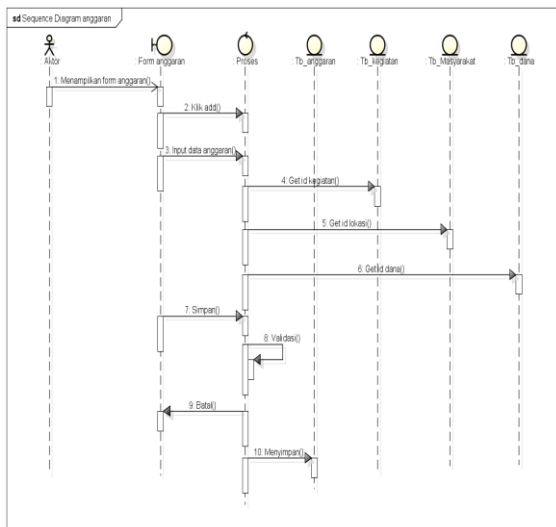 sd Sequence Diagram anggaran
: Aktor
: Form anggaran
: Proses
: Tb_anggaran
: Tb_kegiatan
: Tb_Masyarakat
: Tb_dana
1: Menampilkan form anggaran()
2: Klik add()
3: Input data anggaran()
4: Get id kegiatan()
5: Get id lokasi()
6: Get id dana()
7: Simpan()
8: Validasi()
9: Batal()
10: Menyimpan()